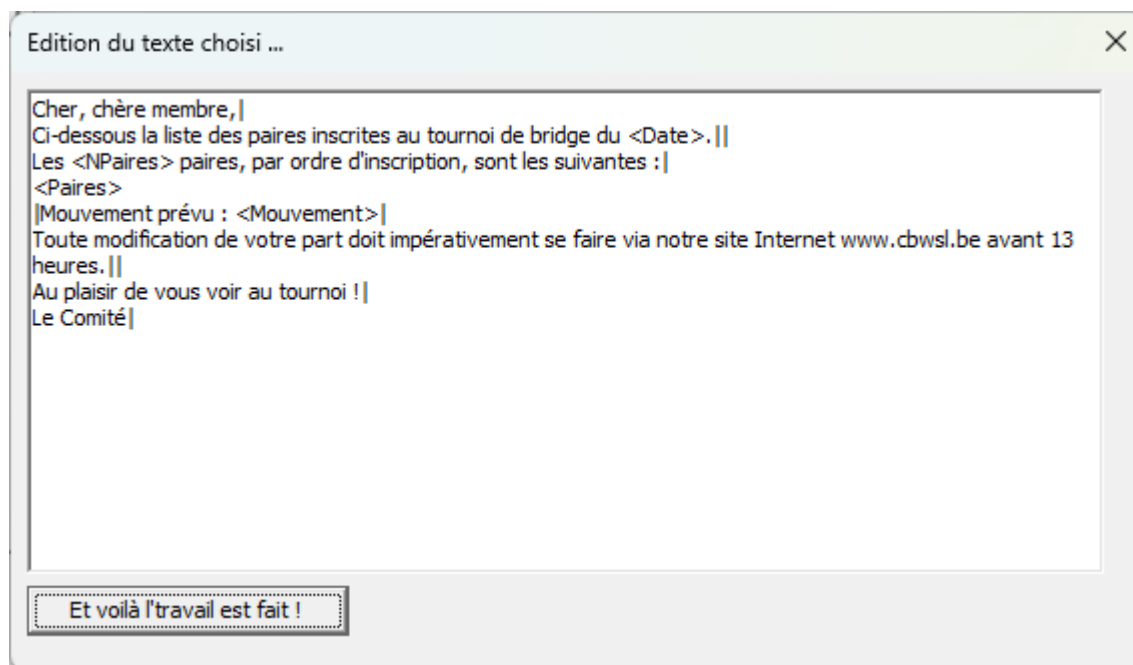 Edition du texte choisi ...
Cher, chère membre,|
Ci-dessous la liste des paires inscrites au tournoi de bridge du <Date>.||
Les <NPaires> paires, par ordre d'inscription, sont les suivantes :|
<Paires>
|Mouvement prévu : <Mouvement>|
Toute modification de votre part doit impérativement se faire via notre site Internet www.cbwsl.be avant 13
heures.||
Au plaisir de vous voir au tournoi !|
Le Comité|
Et voilà l'travail est fait !